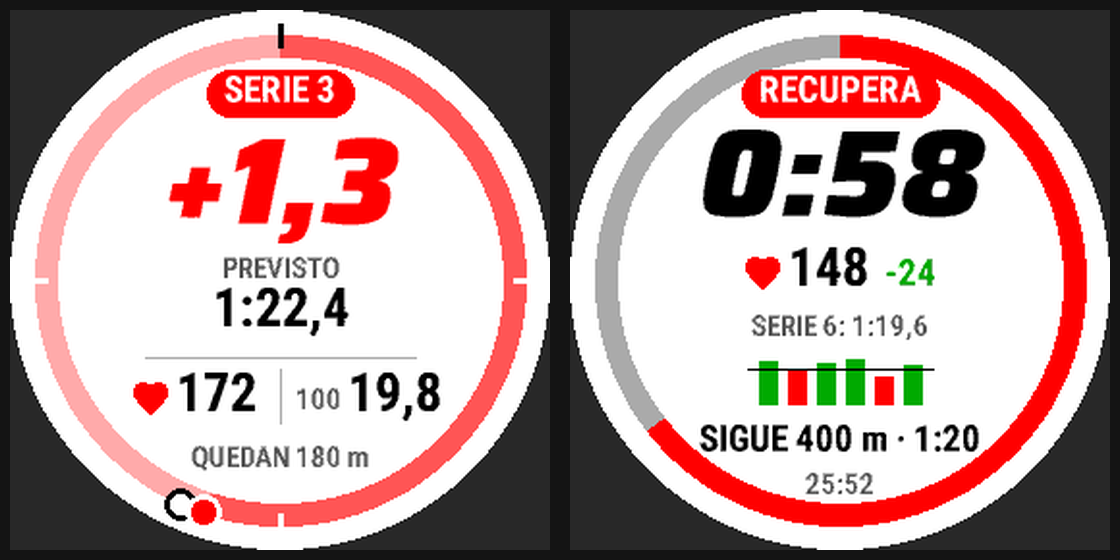 SERIE 3
+1,3
PREVISTO
1:22,4
172 100 19,8
QUEDAN 180 m
RECUPERA
0:58
148 -24
SERIE 6: 1:19,6
SIGUE 400 m · 1:20
25:52